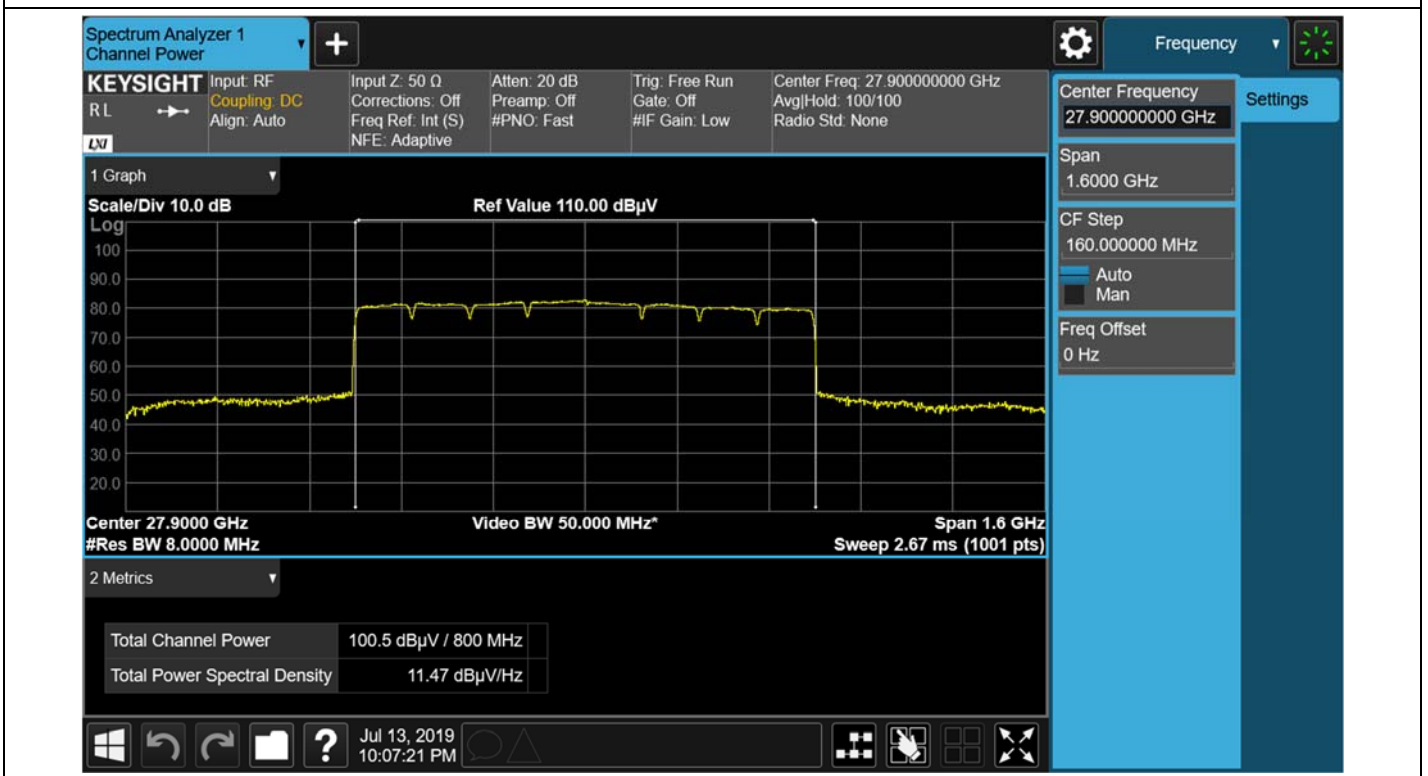 Spectrum Analyzer 1
Channel Power
+
Frequency
KEYSIGHT
R L
LXI
Input: RF
Coupling: DC
Align: Auto
Input Z: 50 Ω
Corrections: Off
Freq Ref: Int (S)
NFE: Adaptive
Atten: 20 dB
Preamp: Off
#PNO: Fast
Trig: Free Run
Gate: Off
#IF Gain: Low
Center Freq: 27.900000000 GHz
Avg|Hold: 100/100
Radio Std: None
Center Frequency
27.900000000 GHz
Settings
Span
1.6000 GHz
CF Step
160.000000 MHz
Auto
Man
Freq Offset
0 Hz
1 Graph
Scale/Div 10.0 dB
Ref Value 110.00 dBµV
Log
100
90.0
80.0
70.0
60.0
50.0
40.0
30.0
20.0
Center 27.9000 GHz
Video BW 50.000 MHz*
Span 1.6 GHz
#Res BW 8.0000 MHz
Sweep 2.67 ms (1001 pts)
2 Metrics
Total Channel Power 100.5 dBµV / 800 MHz
Total Power Spectral Density 11.47 dBµV/Hz
?
Jul 13, 2019
10:07:21 PM